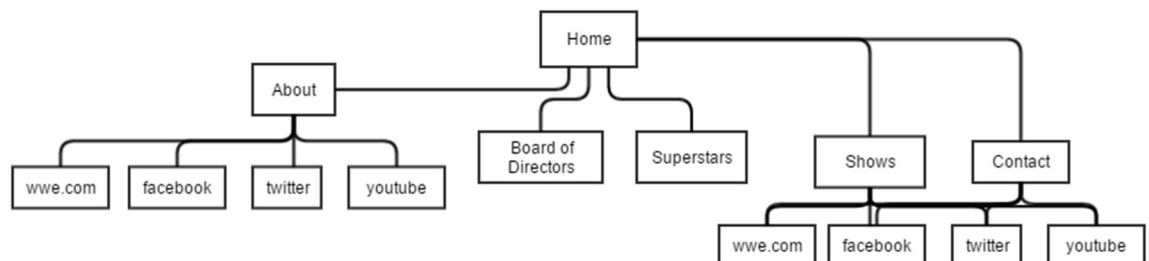 Home
About
Board of
Directors
Superstars
Shows
Contact
wwe.com
facebook
twitter
youtube
wwe.com
facebook
twitter
youtube